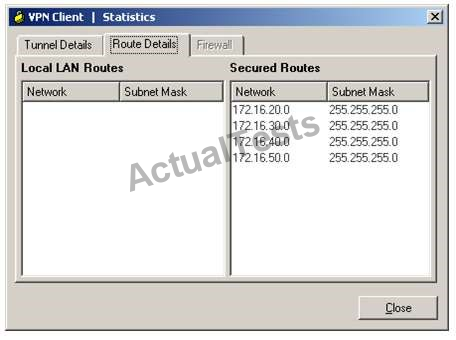 VPN Client | Statistics
Tunnel Details Route Details Firewall
Local LAN Routes Secured Routes
Network Subnet Mask Network Subnet Mask
172.16.20.0 255.255.255.0
172.16.30.0 255.255.255.0
172.16.40.0 255.255.255.0
172.16.50.0 255.255.255.0
ActualTests
Close